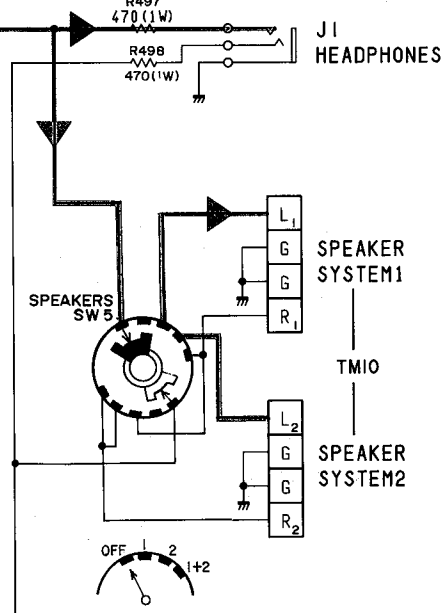 R497
470(1W)
R498
470(1W)
J1
HEADPHONES
L1
G
G
R1
SPEAKER
SYSTEM1
SPEAKERS
SW5
TM10
L2
G
G
R2
SPEAKER
SYSTEM2
OFF 1 2 1+2